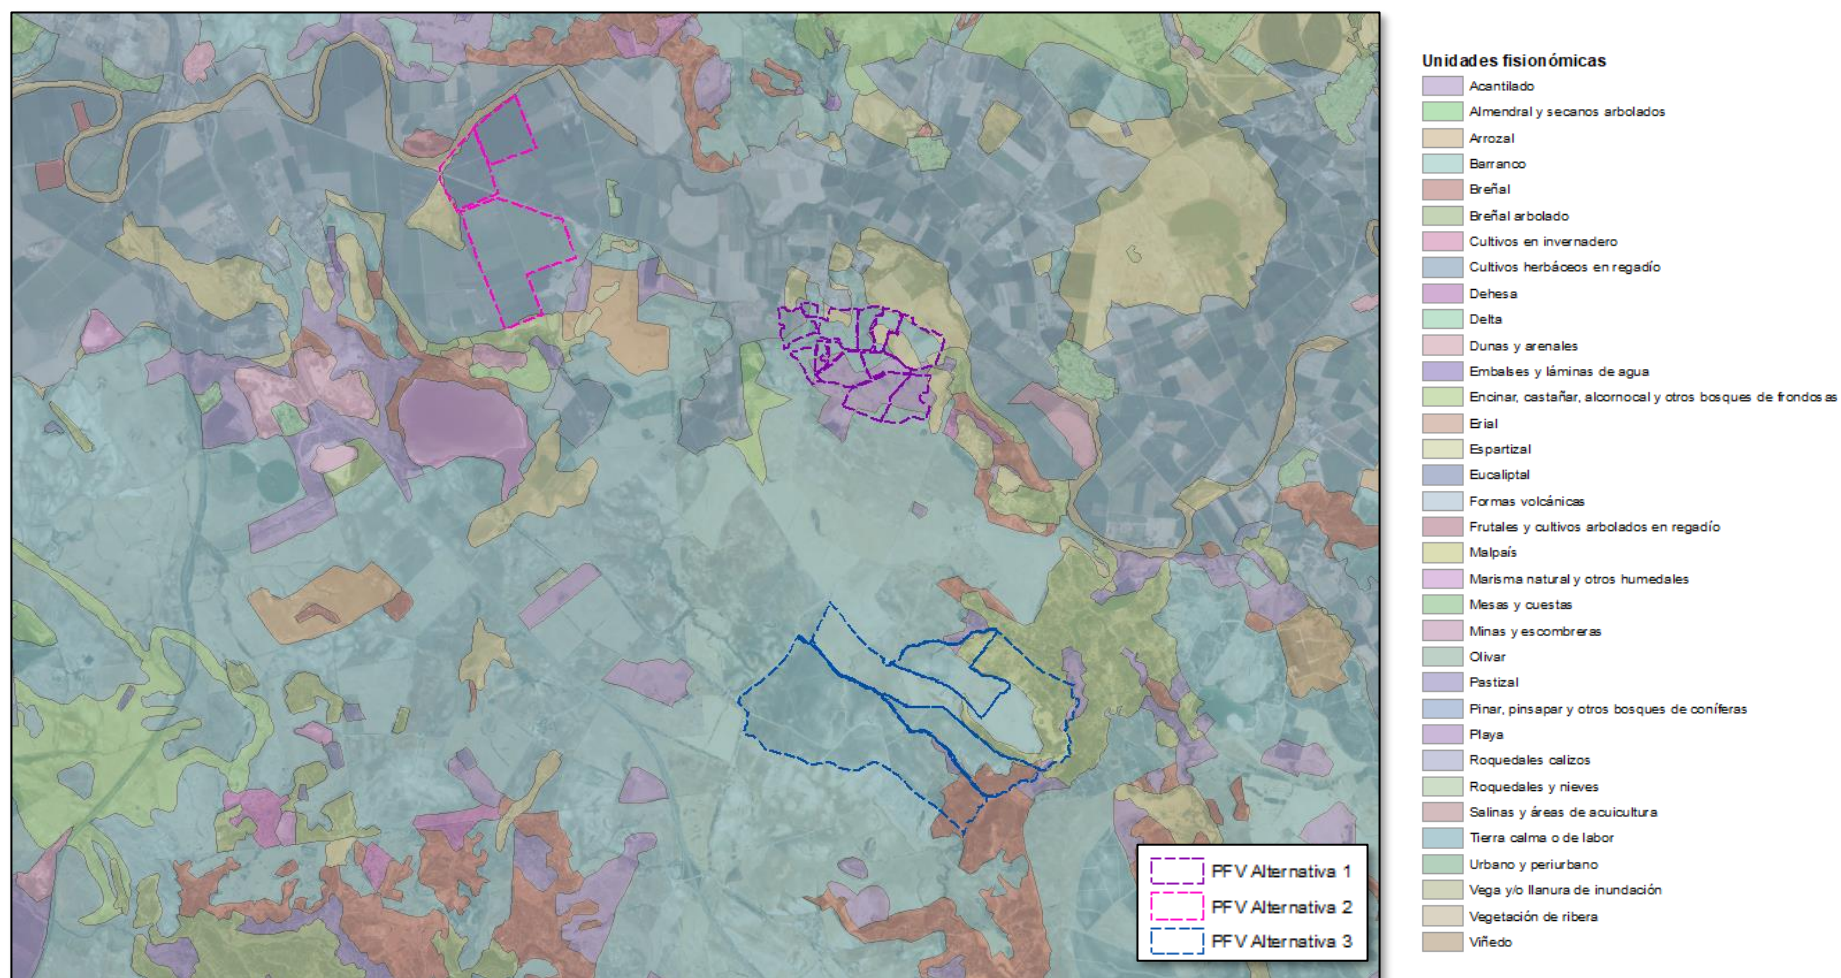 Unidades fisionómicas
Acantilado
Almendral y secanos arbolados
Arrozal
Barranco
Breñal
Breñal arbolado
Cultivos en invernadero
Cultivos herbáceos en regadío
Dehesa
Delta
Dunas y arenales
Embalses y láminas de agua
Encinar, castañar, alcornocal y otros bosques de frondosas
Erial
Espartizal
Eucaliptal
Formas volcánicas
Frutales y cultivos arbolados en regadío
Malpaís
Marisma natural y otros humedales
Mesas y cuestas
Minas y escombreras
Olivar
Pastizal
Pinar, pinsapar y otros bosques de coníferas
Playa
Roquedales calizos
Roquedales y nieves
Salinas y áreas de acuicultura
Tierra calma o de labor
Urbano y periurbano
Vega y/o llanura de inundación
Vegetación de ribera
Viñedo
PFV Alternativa 1
PFV Alternativa 2
PFV Alternativa 3